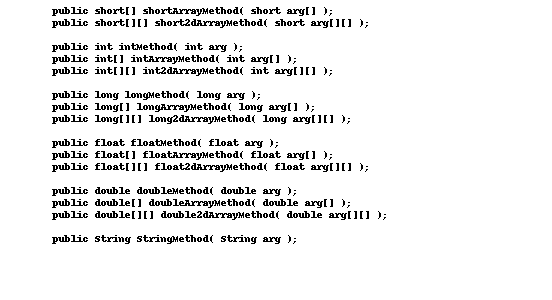 public short[] shortArrayMethod( short arg[] );
public short[][] short2dArrayMethod( short arg[][] );
public int intMethod( int arg );
public int[] intArrayMethod( int arg[] );
public int[][] int2dArrayMethod( int arg[][] );
public long longMethod( long arg );
public long[] longArrayMethod( long arg[] );
public long[][] long2dArrayMethod( long arg[][] );
public float floatMethod( float arg );
public float[] floatArrayMethod( float arg[] );
public float[][] float2dArrayMethod( float arg[][] );
public double doubleMethod( double arg );
public double[] doubleArrayMethod( double arg[] );
public double[][] double2dArrayMethod( double arg[][] );
public String StringMethod( String arg );